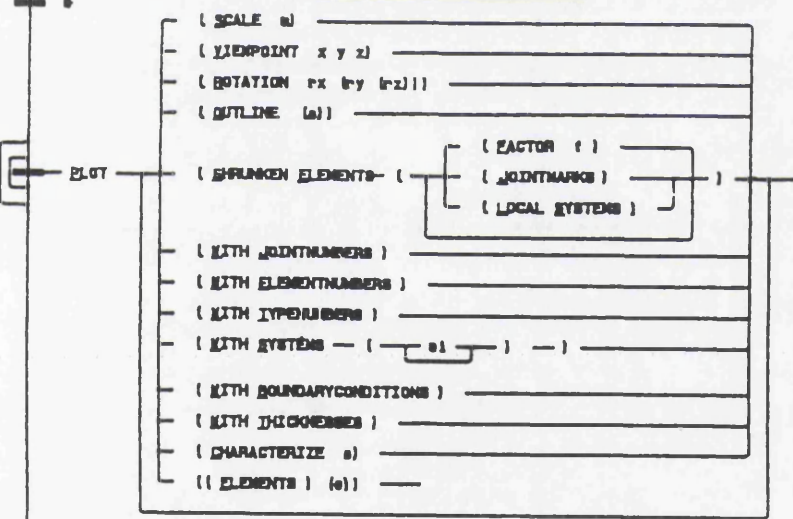 ( SCALE
( VIEWPOINT x y z)
( ROTATION rx (ry (rz)))
( OUTLINE (a))
( FACTOR f )
PLOT ( SHRUNKEN ELEMENTS ( ( JOINTMARKS ) )
( LOCAL SYSTEMS )
( WITH JOINTNUMBERS )
( WITH ELEMENTNUMBERS )
( WITH TYPENUMBERS )
( WITH SYSTEMS ( ) )
( WITH BOUNDARYCONDITIONS )
( WITH THICKNESSES )
( CHARACTERIZE
(( ELEMENTS )